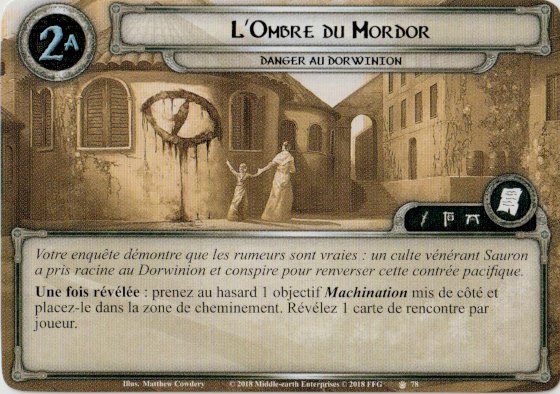 2A
L'Ombre du Mordor
Danger au Dorwinion
Votre enquête démontre que les rumeurs sont vraies : un culte vénérant Sauron
a pris racine au Dorwinion et conspire pour renverser cette contrée pacifique.
Une fois révélée : prenez au hasard 1 objectif Machination mis de côté et
placez-le dans la zone de cheminement. Révélez 1 carte de rencontre par
joueur.
Illus. Matthew Cowdery © 2018 Middle-earth Enterprises © 2018 FFG 78